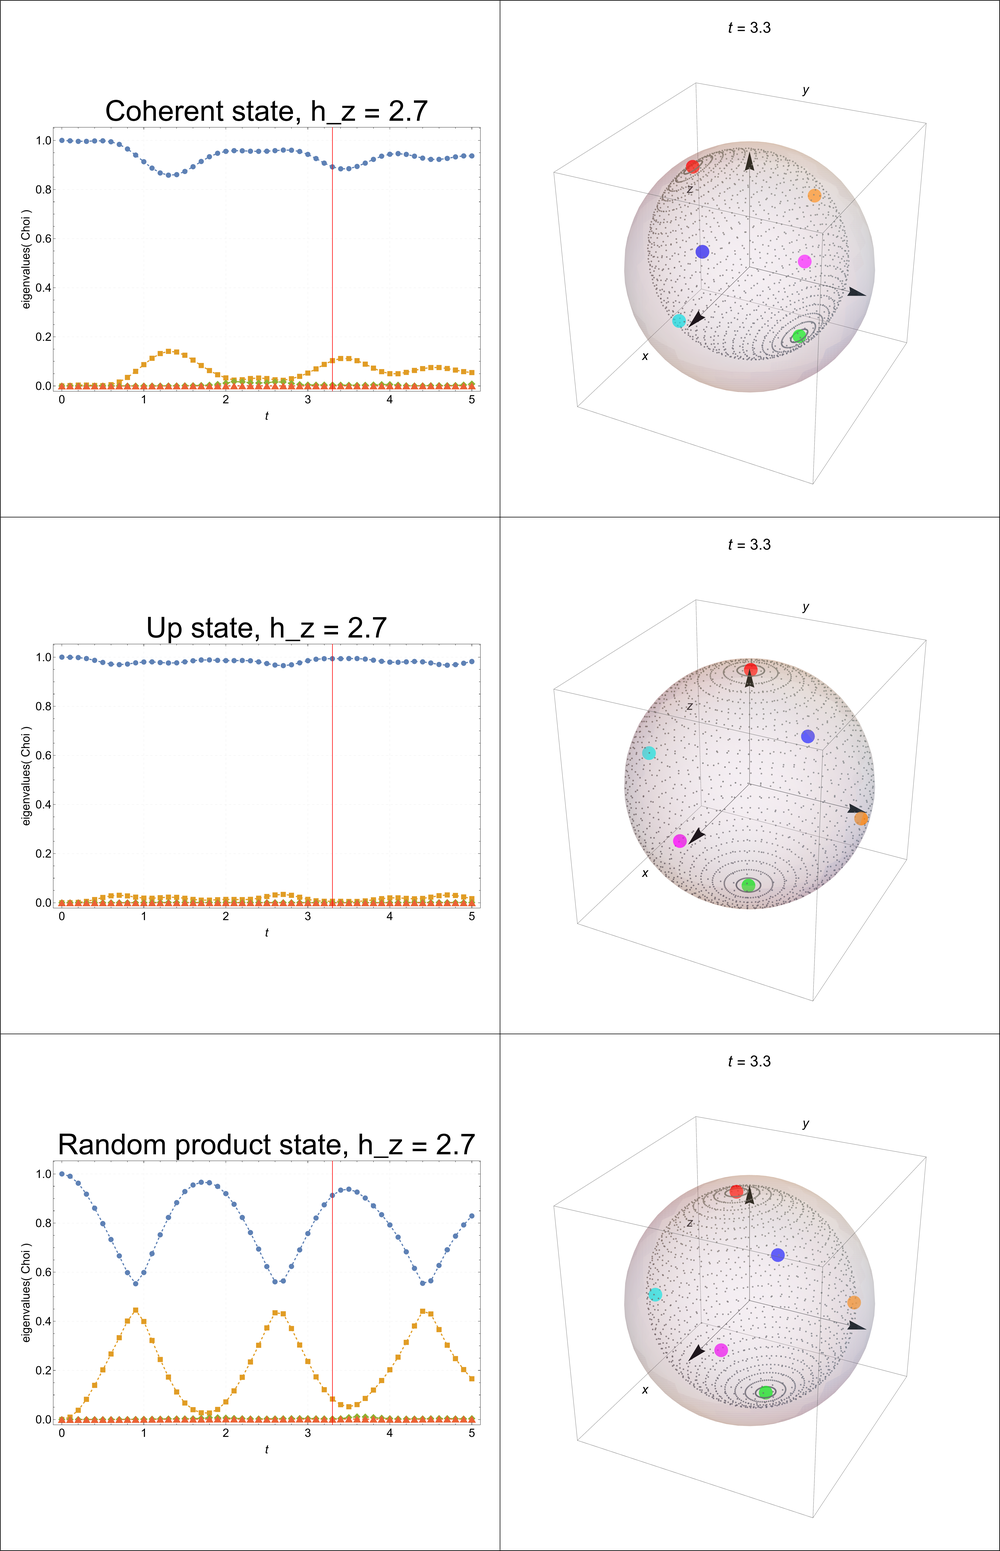 Coherent state, h_z = 2.7
eigenvalues( Choi )
1.0
0.8
0.6
0.4
0.2
0.0
0 1 2 3 4 5
t
t = 3.3
y
z
x
Up state, h_z = 2.7
eigenvalues( Choi )
1.0
0.8
0.6
0.4
0.2
0.0
0 1 2 3 4 5
t
t = 3.3
y
z
x
Random product state, h_z = 2.7
eigenvalues( Choi )
1.0
0.8
0.6
0.4
0.2
0.0
0 1 2 3 4 5
t
t = 3.3
y
z
x